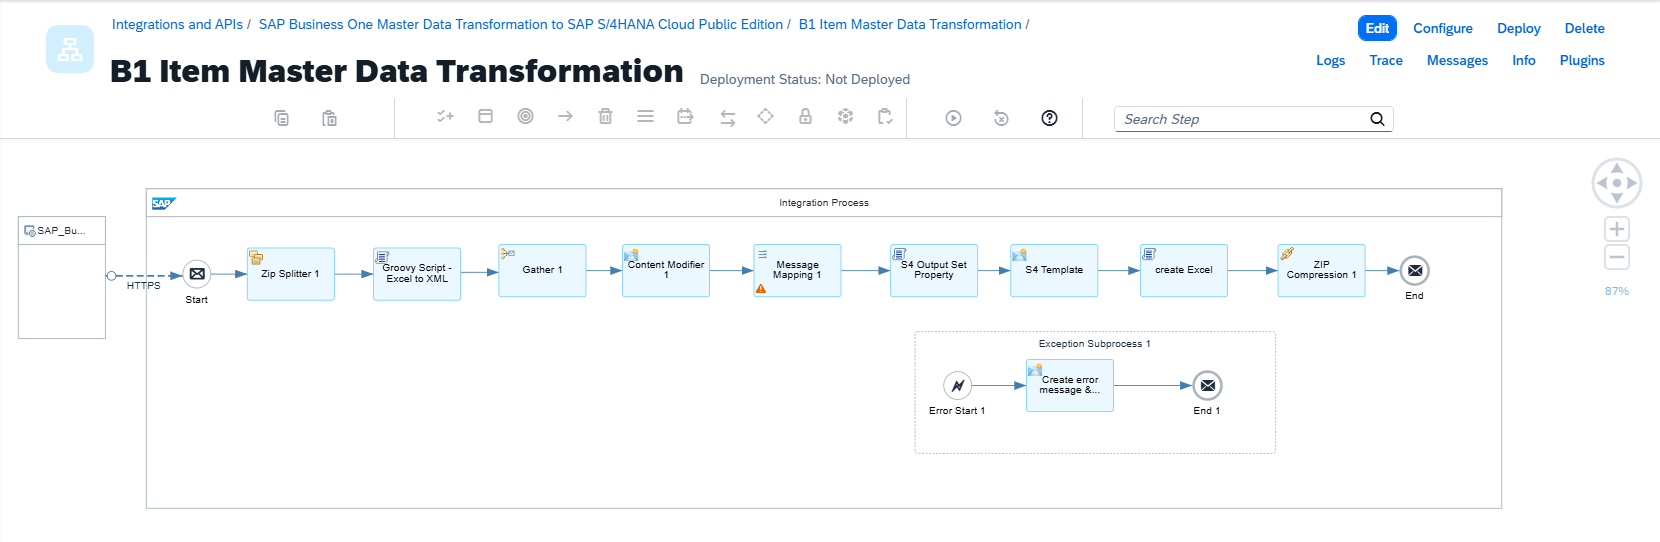 Integrations and APIs / SAP Business One Master Data Transformation to SAP S/4HANA Cloud Public Edition / B1 Item Master Data Transformation /
Edit Configure Deploy Delete
B1 Item Master Data Transformation
Deployment Status: Not Deployed
Logs Trace Messages Info Plugins
Search Step
SAP
Integration Process
SAP_Bu...
HTTPS
Start
Zip Splitter 1
Groovy Script -
Excel to XML
Gather 1
Content Modifier
1
Message
Mapping 1
S4 Output Set
Property
S4 Template
create Excel
ZIP
Compression 1
End
87%
Exception Subprocess 1
Error Start 1
Create error
message &...
End 1